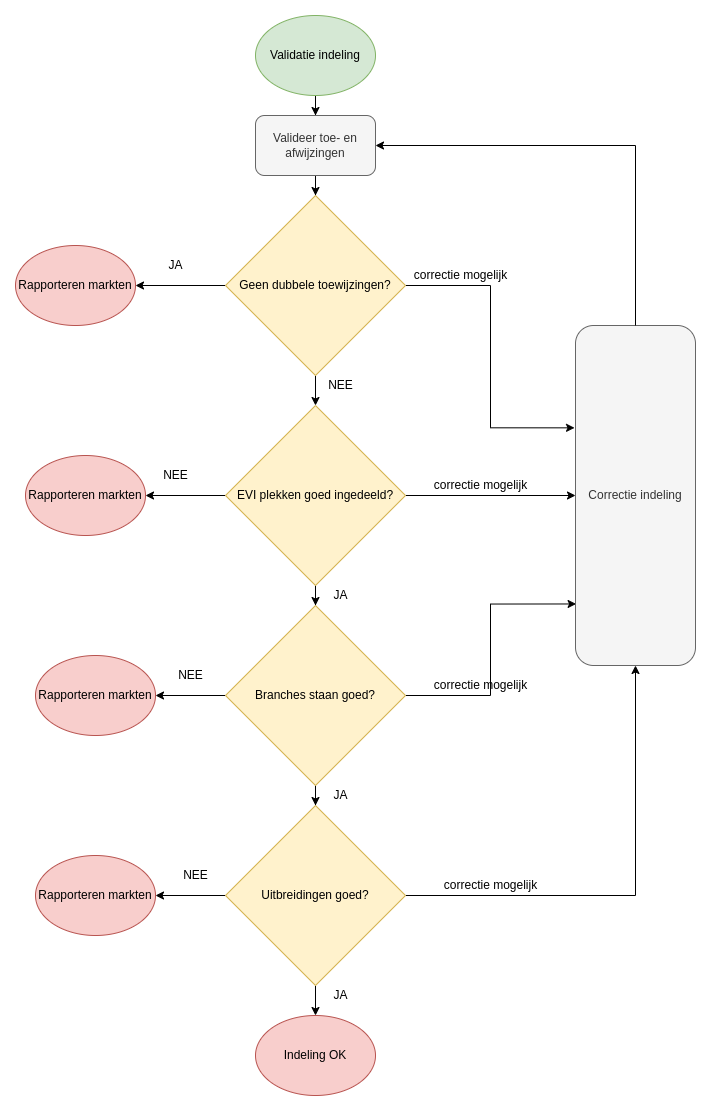 Validatie indeling
Valideer toe- en
afwijzingen
JA
Rapporteren markten
Geen dubbele toewijzingen?
correctie mogelijk
NEE
NEE
Rapporteren markten
EVI plekken goed ingedeeld?
correctie mogelijk
Correctie indeling
JA
NEE
Rapporteren markten
Branches staan goed?
correctie mogelijk
JA
NEE
Rapporteren markten
Uitbreidingen goed?
correctie mogelijk
JA
Indeling OK